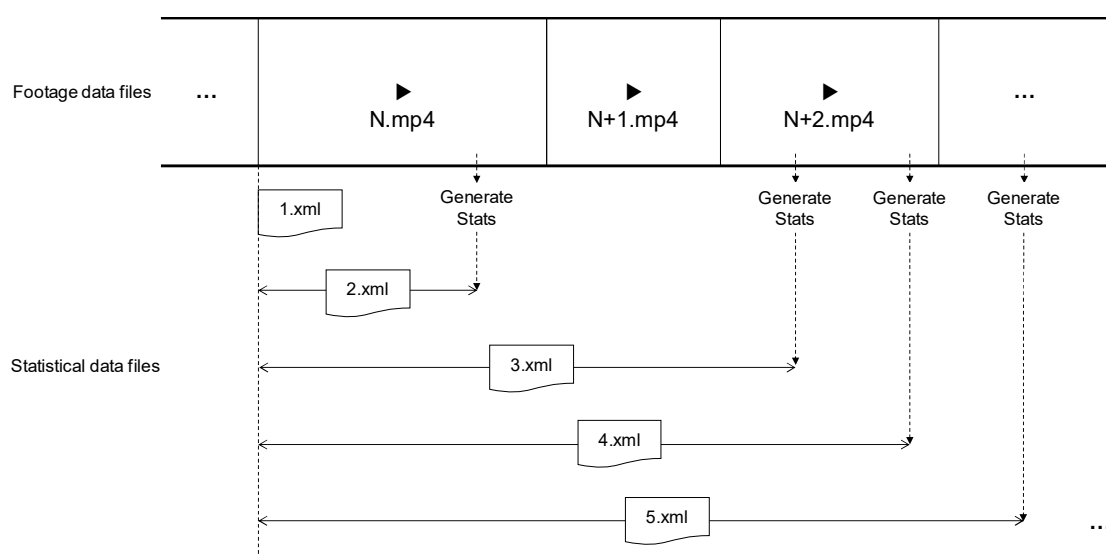 Footage data files
...
N.mp4
N+1.mp4
N+2.mp4
...
Generate
Stats
Generate
Stats
Generate
Stats
Generate
Stats
1.xml
2.xml
Statistical data files
3.xml
4.xml
5.xml
...